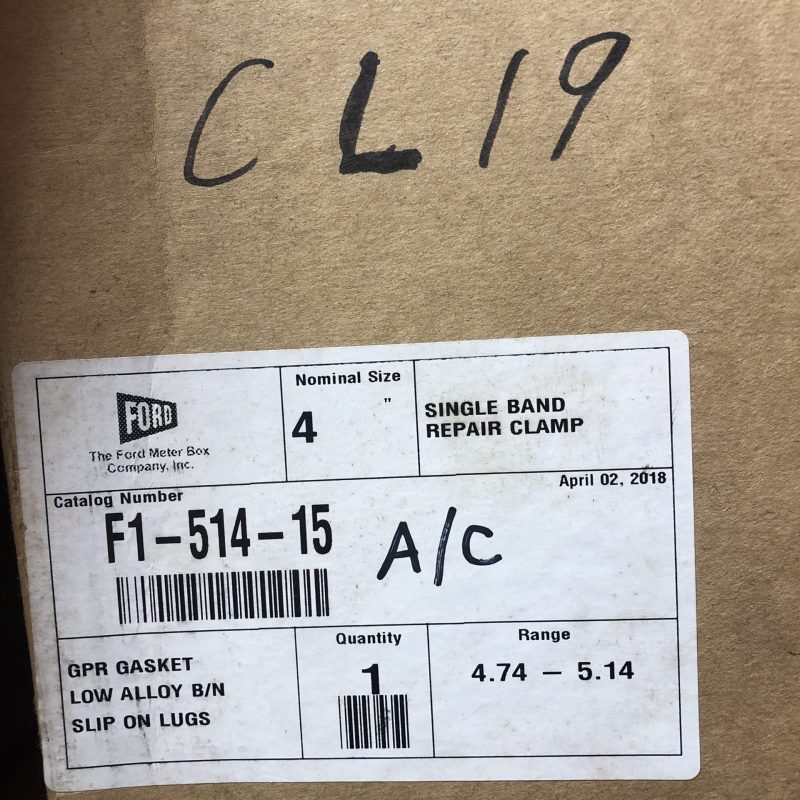 CL19
FORD
The Ford Meter Box
Company, Inc.
Nominal Size
4 "
SINGLE BAND
REPAIR CLAMP
April 02, 2018
Catalog Number
F1-514-15
A/C
GPR GASKET
LOW ALLOY B/N
SLIP ON LUGS
Quantity
1
Range
4.74 - 5.14